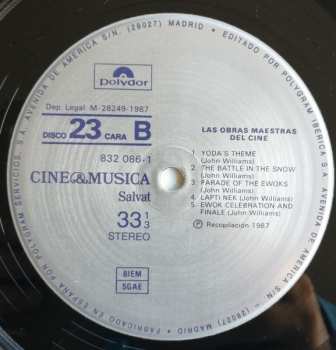 polydor
Dep. Legal M-28249-1987
DISCO 23 CARA B
832 086-1
CINE&MUSICA
Salvat
33 1/3
STEREO
BIEM
SGAE
LAS OBRAS MAESTRAS
DEL CINE
1 YODA'S THEME
(John Williams)
2 THE BATTLE IN THE SNOW
(John Williams)
3 PARADE OF THE EWOKS
(John Williams)
4 LAPTI NEK (John Williams)
5 EWOK CELEBRATION AND
FINALE (John Williams)
℗ Recopilación 1987
EDITADO POR POLYGRAM IBERICA, S.A. AVENIDA DE AMERICA S/N. (28027) MADRID • FABRICADO EN ESPAÑA POR POLYGRAM SERVICIOS, S.A. AVENIDA DE AMERICA S/N. (28027) MADRID •